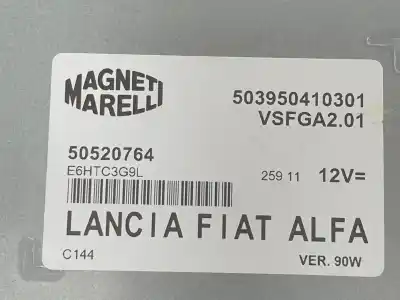 MAGNETI
MARELLI
503950410301
VSFGA2.01
50520764
E6HTC3G9L
259 11 12V=
LANCIA FIAT ALFA
C144 VER. 90W